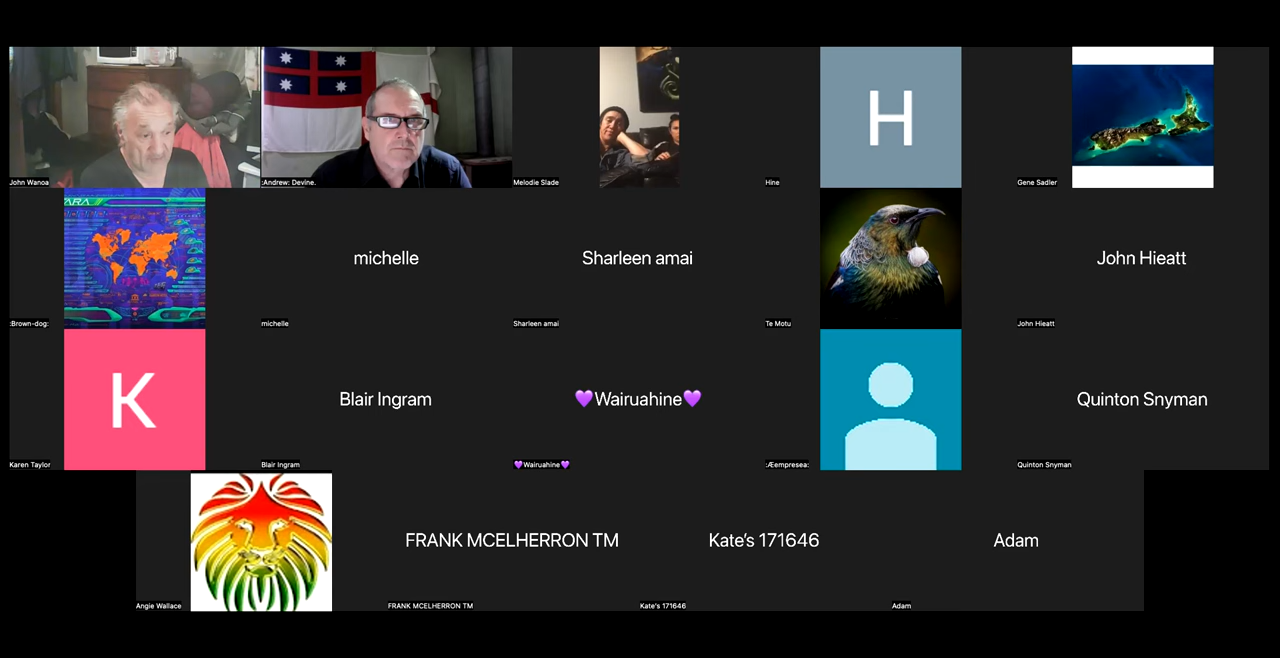 John Wanoa
:Andrew: Devine.
Melodie Slade
H
Hine
Gene Sadler
ARA
:Brown-dog:
michelle
michelle
Sharleen amai
Sharleen amai
Te Motu
John Hieatt
John Hieatt
K
Karen Taylor
Blair Ingram
Blair Ingram
💜Wairuahine💜
💜Wairuahine💜
:Æempresea:
Quinton Snyman
Quinton Snyman
Angie Wallace
FRANK MCELHERRON TM
FRANK MCELHERRON TM
Kate's 171646
Kate's 171646
Adam
Adam